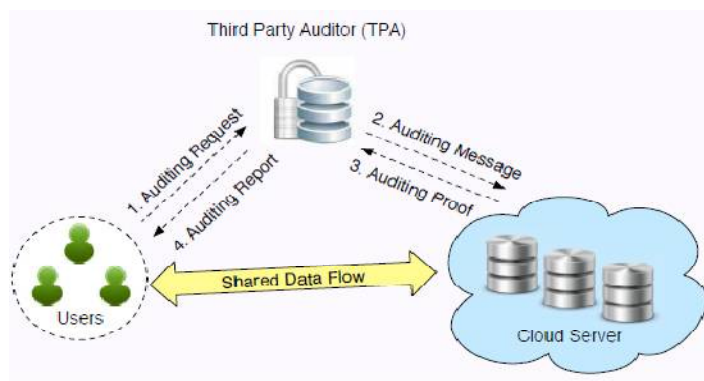 Third Party Auditor (TPA)
1. Auditing Request
4. Auditing Report
2. Auditing Message
3. Auditing Proof
Shared Data Flow
Users
Cloud Server